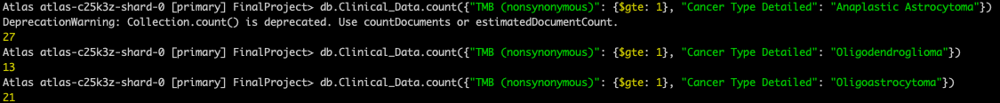 Atlas atlas-c25k3z-shard-0 [primary] FinalProject> db.Clinical_Data.count({"TMB (nonsynonymous)": {$gte: 1}, "Cancer Type Detailed": "Anaplastic Astrocytoma"})
DeprecationWarning: Collection.count() is deprecated. Use countDocuments or estimatedDocumentCount.
27
Atlas atlas-c25k3z-shard-0 [primary] FinalProject> db.Clinical_Data.count({"TMB (nonsynonymous)": {$gte: 1}, "Cancer Type Detailed": "Oligodendroglioma"})
13
Atlas atlas-c25k3z-shard-0 [primary] FinalProject> db.Clinical_Data.count({"TMB (nonsynonymous)": {$gte: 1}, "Cancer Type Detailed": "Oligoastrocytoma"})
21